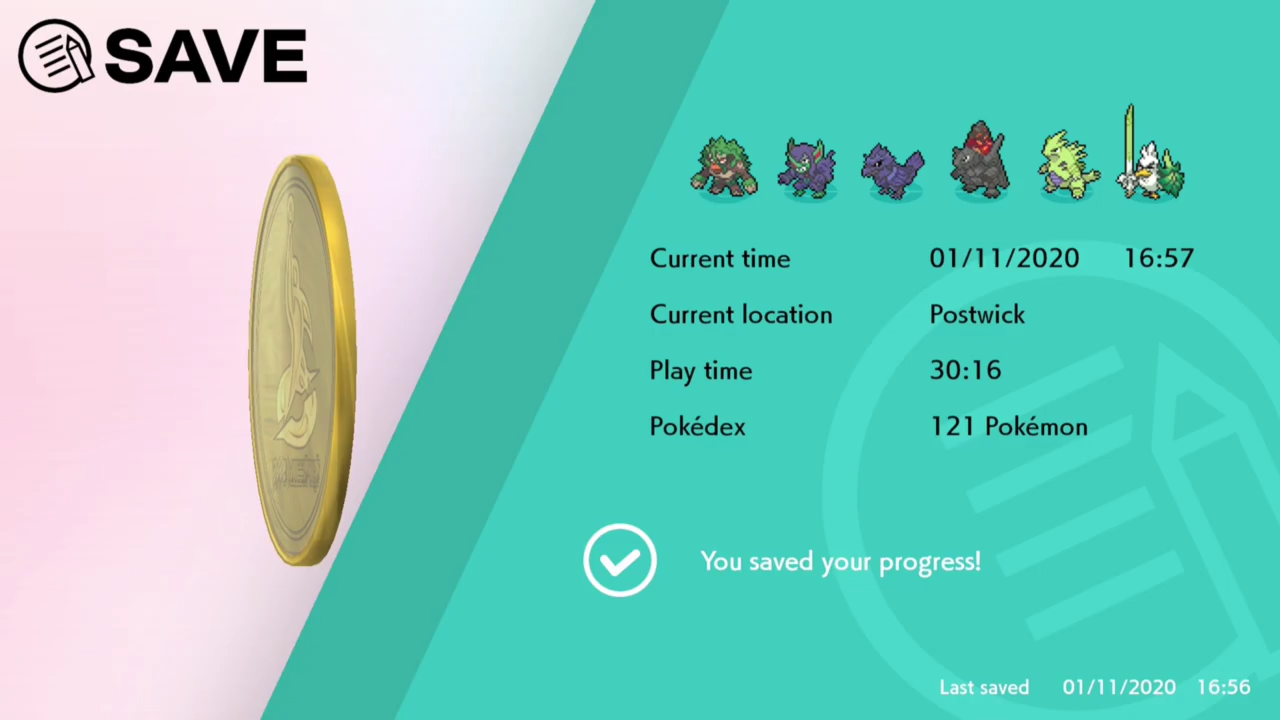 SAVE
Current time 01/11/2020 16:57
Current location Postwick
Play time 30:16
Pokédex 121 Pokémon
You saved your progress!
Last saved 01/11/2020 16:56